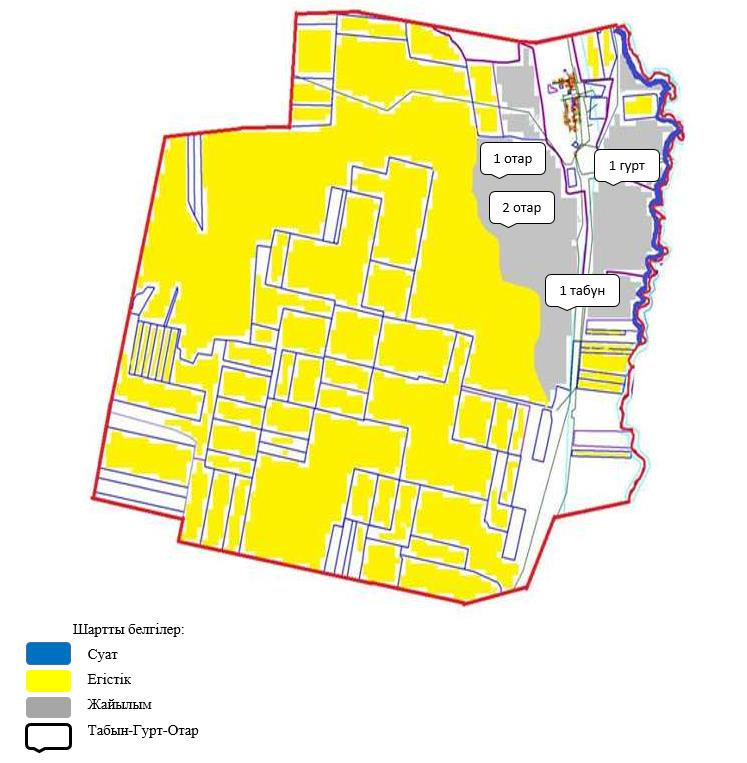 1 отар
1 гурт
2 отар
1 табун
Шартты белгілер:
Суат
Егістік
Жайылым
Табын-Гурт-Отар